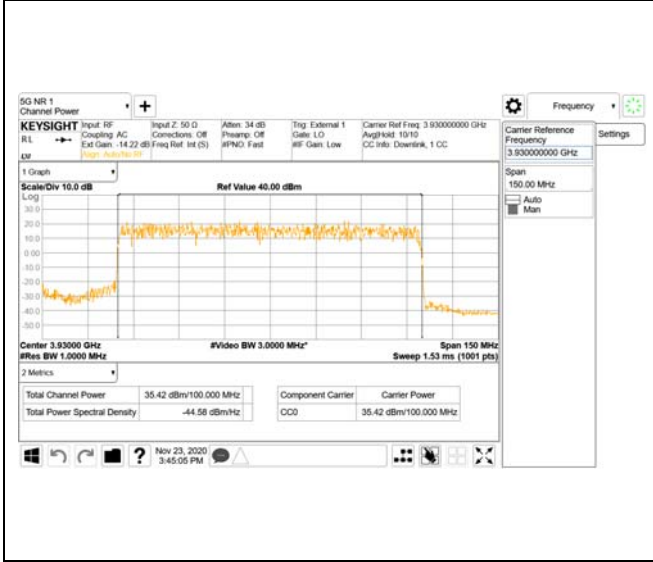 5G NR 1
Channel Power
Frequency
KEYSIGHT
RL
Input: RF
Coupling: AC
Ext Gain: -14.22 dB
Align: Auto/No RF
Input Z: 50 Ω
Corrections: Off
Freq Ref: Int (S)
Atten: 34 dB
Preamp: Off
#PNO: Fast
Trig: External 1
Gate: LO
#IF Gain: Low
Carrier Ref Freq: 3.930000000 GHz
Avg|Hold: 10/10
CC Info: Downlink, 1 CC
Carrier Reference
Frequency
3.930000000 GHz
Settings
Span
150.00 MHz
Auto
Man
1 Graph
Scale/Div 10.0 dB
Ref Value 40.00 dBm
Log
30.0
20.0
10.0
0.00
-10.0
-20.0
-30.0
-40.0
-50.0
Center 3.93000 GHz
#Video BW 3.0000 MHz*
Span 150 MHz
#Res BW 1.0000 MHz
Sweep 1.53 ms (1001 pts)
2 Metrics
Total Channel Power 35.42 dBm/100.000 MHz
Total Power Spectral Density -44.58 dBm/Hz
Component Carrier Carrier Power
CC0 35.42 dBm/100.000 MHz
?
Nov 23, 2020
3:45:05 PM